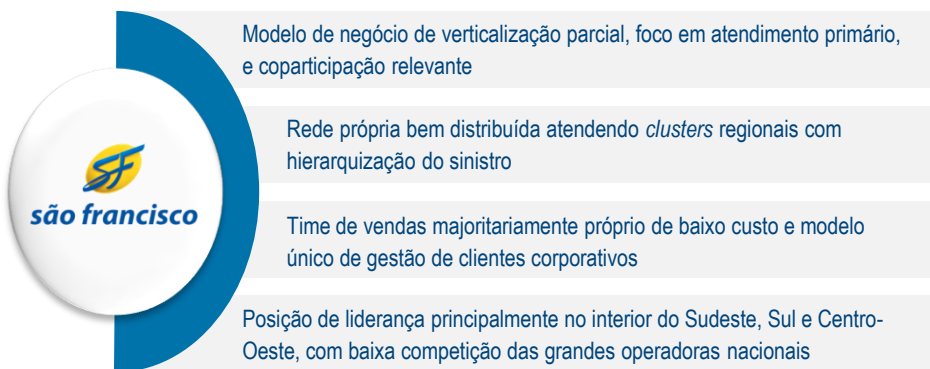 Modelo de negócio de verticalização parcial, foco em atendimento primário,
e coparticipação relevante
Rede própria bem distribuída atendendo clusters regionais com
hierarquização do sinistro
SF
são francisco
Time de vendas majoritariamente próprio de baixo custo e modelo
único de gestão de clientes corporativos
Posição de liderança principalmente no interior do Sudeste, Sul e Centro-
Oeste, com baixa competição das grandes operadoras nacionais